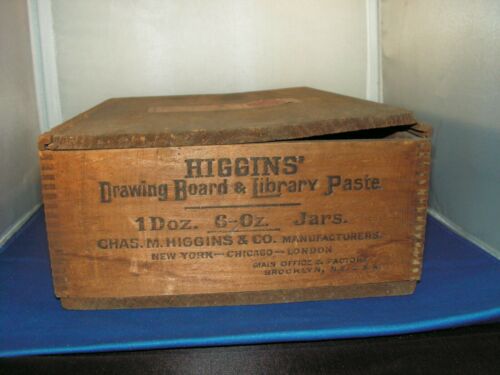 HIGGINS'
Drawing Board & Library Paste
1 Doz. 6-Oz. Jars.
CHAS. M. HIGGINS & CO. MANUFACTURERS.
NEW YORK—CHICAGO—LONDON
MAIN OFFICE & FACTORY
BROOKLYN, N.Y.